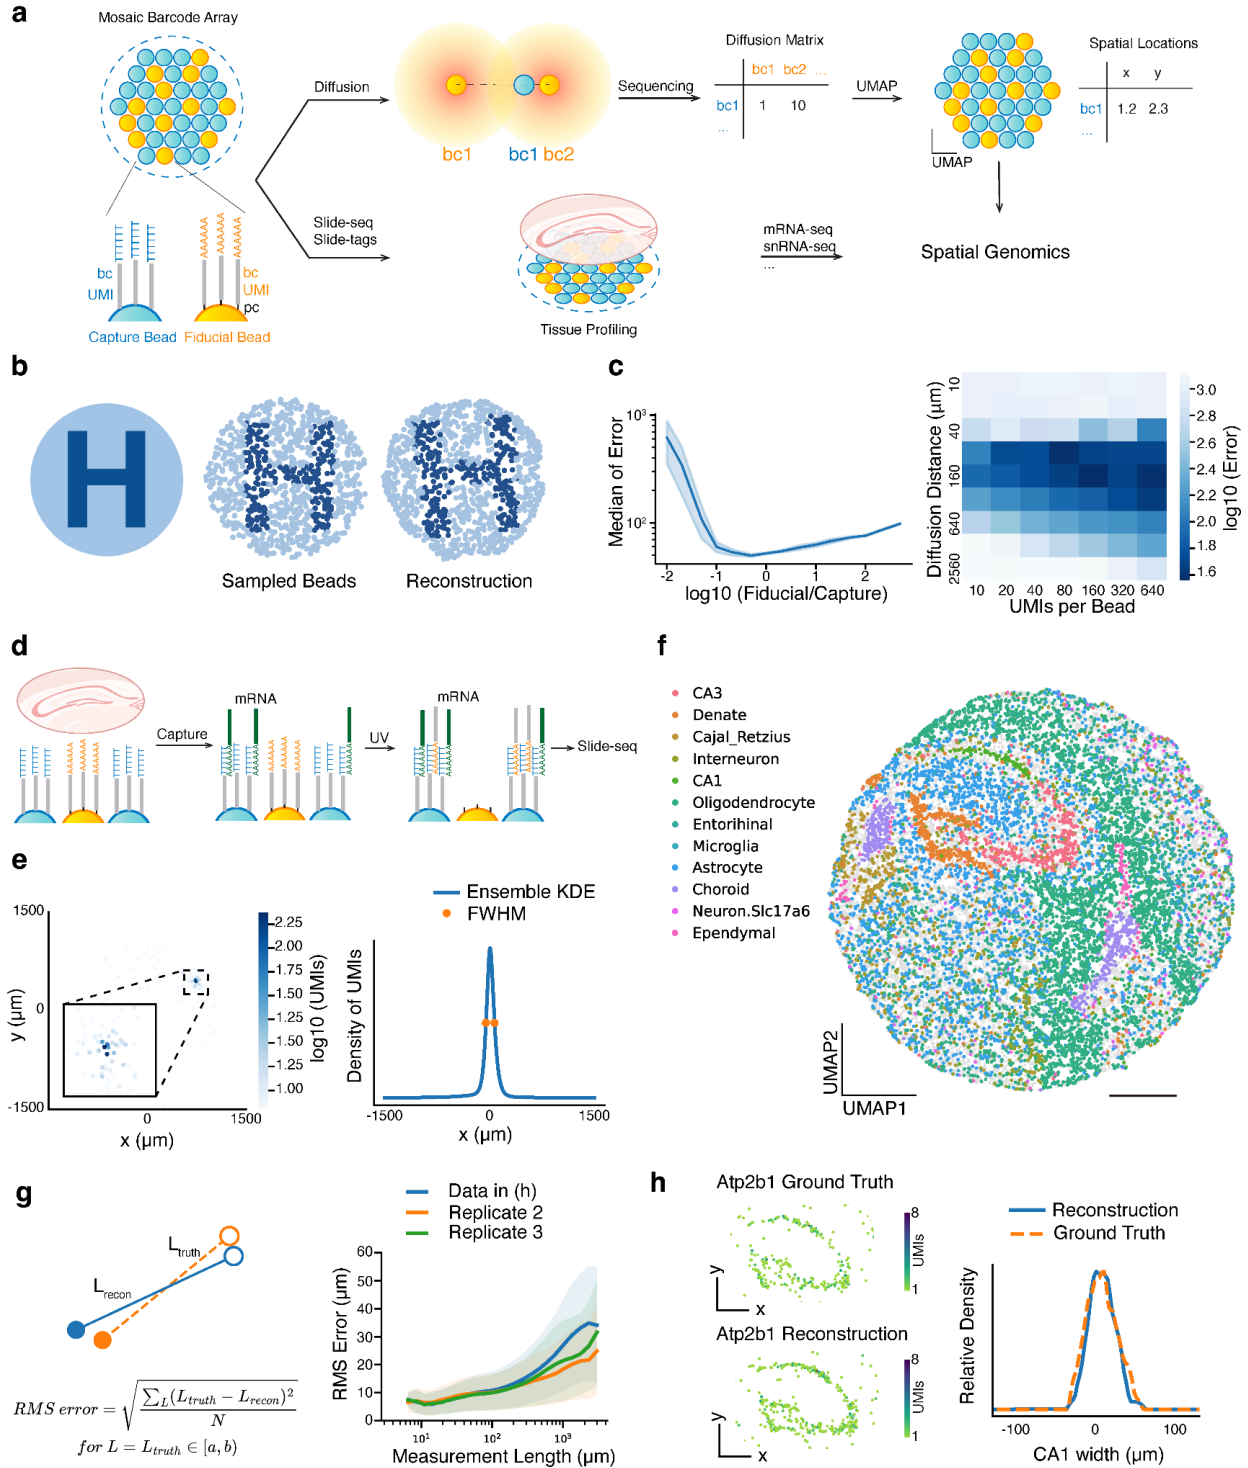 a
Mosaic Barcode Array
Diffusion
bc1
bc1 bc2
Sequencing
Diffusion Matrix
bc1 bc2 ...
bc1 1 10
...
UMAP
UMAP
Spatial Locations
x y
bc1 1.2 2.3
...
TTTTT TTTTT TTTTT
AAAAA AAAAA AAAAA
bc
UMI
bc
UMI
pc
Capture Bead
Fiducial Bead
Slide-seq
Slide-tags
Tissue Profiling
mRNA-seq
snRNA-seq
...
Spatial Genomics
b
Sampled Beads
Reconstruction
c
Median of Error
10³
10²
-2 -1 0 1 2
log10 (Fiducial/Capture)
Diffusion Distance (µm)
10
40
160
640
2560
10 20 40 80 160 320 640
UMIs per Bead
3.0
2.8
2.6
2.4
2.2
2.0
1.8
1.6
log10 (Error)
d
Capture
mRNA
UV
mRNA
Slide-seq
e
1500
0
-1500
y (µm)
0 1500
x (µm)
2.25
2.00
1.75
1.50
1.25
1.00
log10 (UMIs)
Ensemble KDE
FWHM
Density of UMIs
-1500 0 1500
x (µm)
f
CA3
Denate
Cajal_Retzius
Interneuron
CA1
Oligodendrocyte
Entorihinal
Microglia
Astrocyte
Choroid
Neuron.Slc17a6
Ependymal
UMAP2
UMAP1
g
L truth
L recon
RMS error = √ ∑L(Ltruth − Lrecon)² / N
for L = Ltruth ∈ [a, b)
Data in (h)
Replicate 2
Replicate 3
RMS Error (µm)
60
50
40
30
20
10
0
10¹ 10² 10³
Measurement Length (µm)
h
Atp2b1 Ground Truth
y
x
8
1
UMIs
Atp2b1 Reconstruction
y
x
8
1
UMIs
Reconstruction
Ground Truth
Relative Density
-100 0 100
CA1 width (µm)